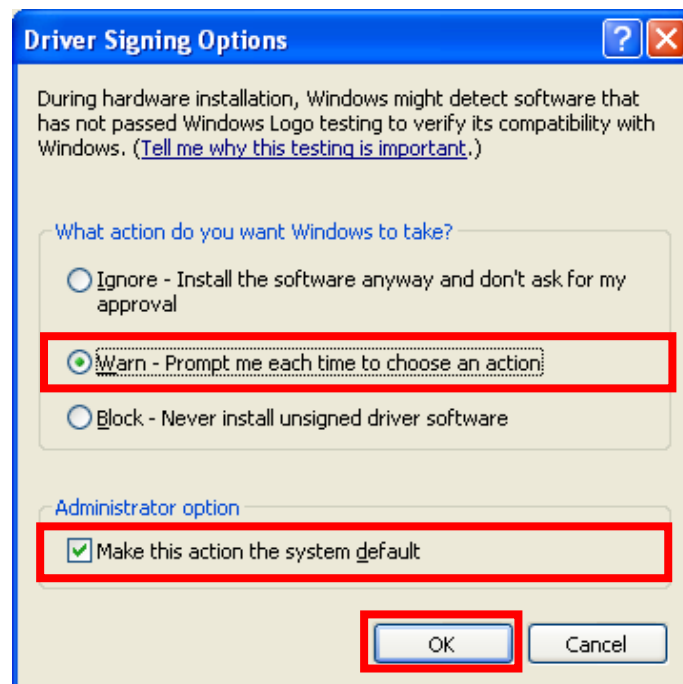 Driver Signing Options
During hardware installation, Windows might detect software that
has not passed Windows Logo testing to verify its compatibility with
Windows. (Tell me why this testing is important.)
What action do you want Windows to take?
Ignore - Install the software anyway and don't ask for my
approval
Warn - Prompt me each time to choose an action
Block - Never install unsigned driver software
Administrator option
Make this action the system default
OK Cancel